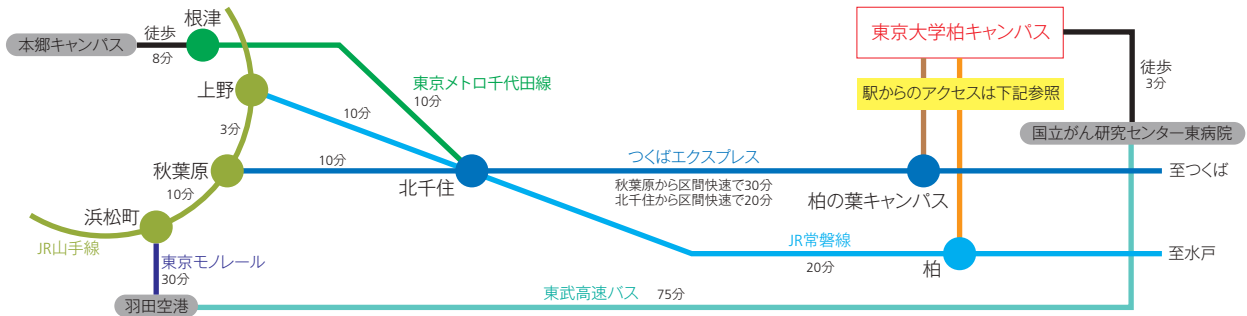 根津
本郷キャンパス
徒歩
8分
東京大学柏キャンパス
上野
東京メトロ千代田線
10分
10分
駅からのアクセスは下記参照
徒歩
3分
国立がん研究センター東病院
3分
秋葉原
10分
北千住
つくばエクスプレス
秋葉原から区間快速で30分
北千住から区間快速で20分
柏の葉キャンパス
至つくば
10分
浜松町
JR山手線
東京モノレール
30分
JR常磐線
20分
柏
至水戸
羽田空港
東武高速バス 75分